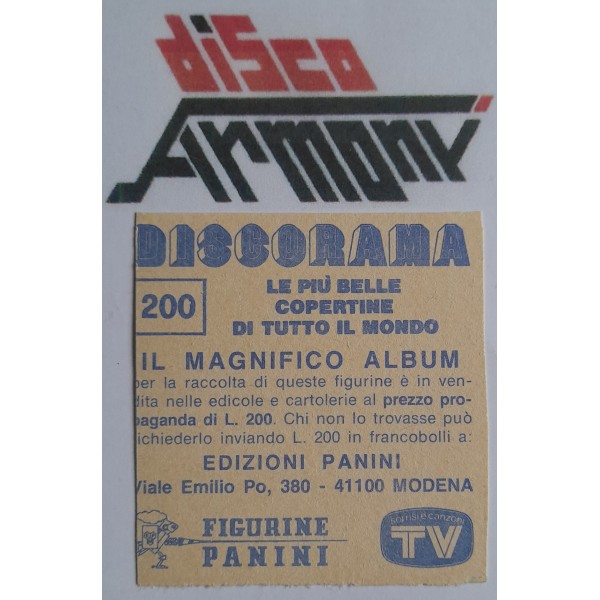 disco
Armony
DISCORAMA
200
LE PIÙ BELLE
COPERTINE
DI TUTTO IL MONDO
IL MAGNIFICO ALBUM
per la raccolta di queste figurine è in ven-
dita nelle edicole e cartolerie al prezzo pro-
paganda di L. 200. Chi non lo trovasse può
richiederlo inviando L. 200 in francobolli a:
EDIZIONI PANINI
Viale Emilio Po, 380 - 41100 MODENA
FIGURINE
PANINI
sorrisi e canzoni
TV